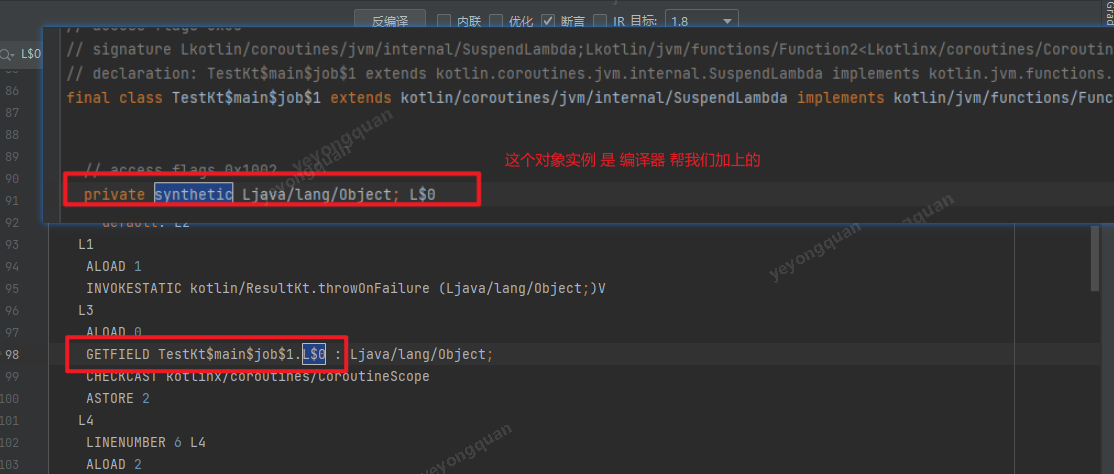 反编译 内联 优化 断言 IR 目标: 1.8
Grad
L$0
// signature Lkotlin/coroutines/jvm/internal/SuspendLambda;Lkotlin/jvm/functions/Function2<Lkotlinx/coroutines/Corout
// declaration: TestKt$main$job$1 extends kotlin.coroutines.jvm.internal.SuspendLambda implements kotlin.jvm.functions.
86 final class TestKt$main$job$1 extends kotlin/coroutines/jvm/internal/SuspendLambda implements kotlin/jvm/functions/Func
87
88
89
这个对象实例 是 编译器 帮我们加上的
90 // access flags 0x1002
91 private synthetic Ljava/lang/Object; L$0
92 default: L2
93 L1
94 ALOAD 1
95 INVOKESTATIC kotlin/ResultKt.throwOnFailure (Ljava/lang/Object;)V
96 L3
97 ALOAD 0
98 GETFIELD TestKt$main$job$1.L$0 : Ljava/lang/Object;
99 CHECKCAST kotlinx/coroutines/CoroutineScope
100 ASTORE 2
101 L4
102 LINENUMBER 6 L4
103 ALOAD 2
yeyongquan
yeyongquan
yeyongquan
yeyongquan